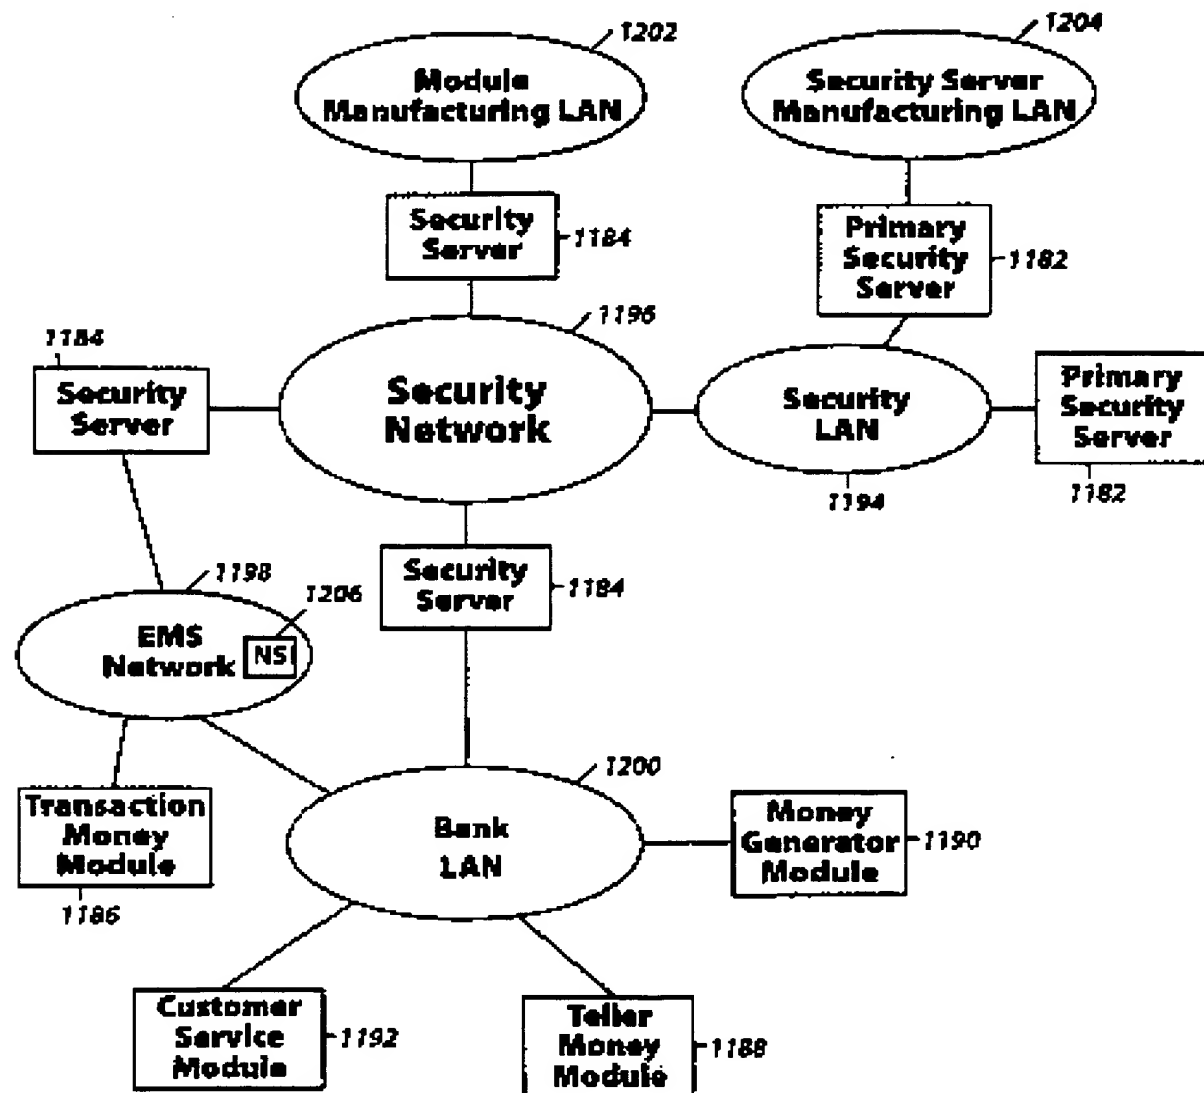 1202
Module
Manufacturing LAN
1204
Security Server
Manufacturing LAN
Security
Server
1184
Primary
Security
Server
1182
1184
Security
Server
1196
Security
Network
Security
LAN
1194
Primary
Security
Server
1182
Security
Server
1184
1198
1206
EMS
Network
NSI
Transaction
Money
Module
1186
1200
Bank
LAN
Money
Generator
Module
1190
Customer
Service
Module
1192
Teller
Money
Module
1188